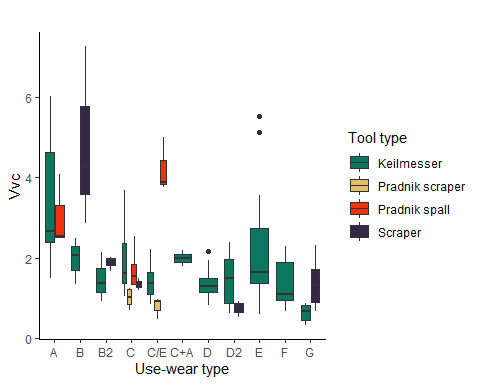 Vvc
6
4
2
0
A B B2 C C/E C+A D D2 E F G
Use-wear type
Tool type
Keilmesser
Pradnik scraper
Pradnik spall
Scraper